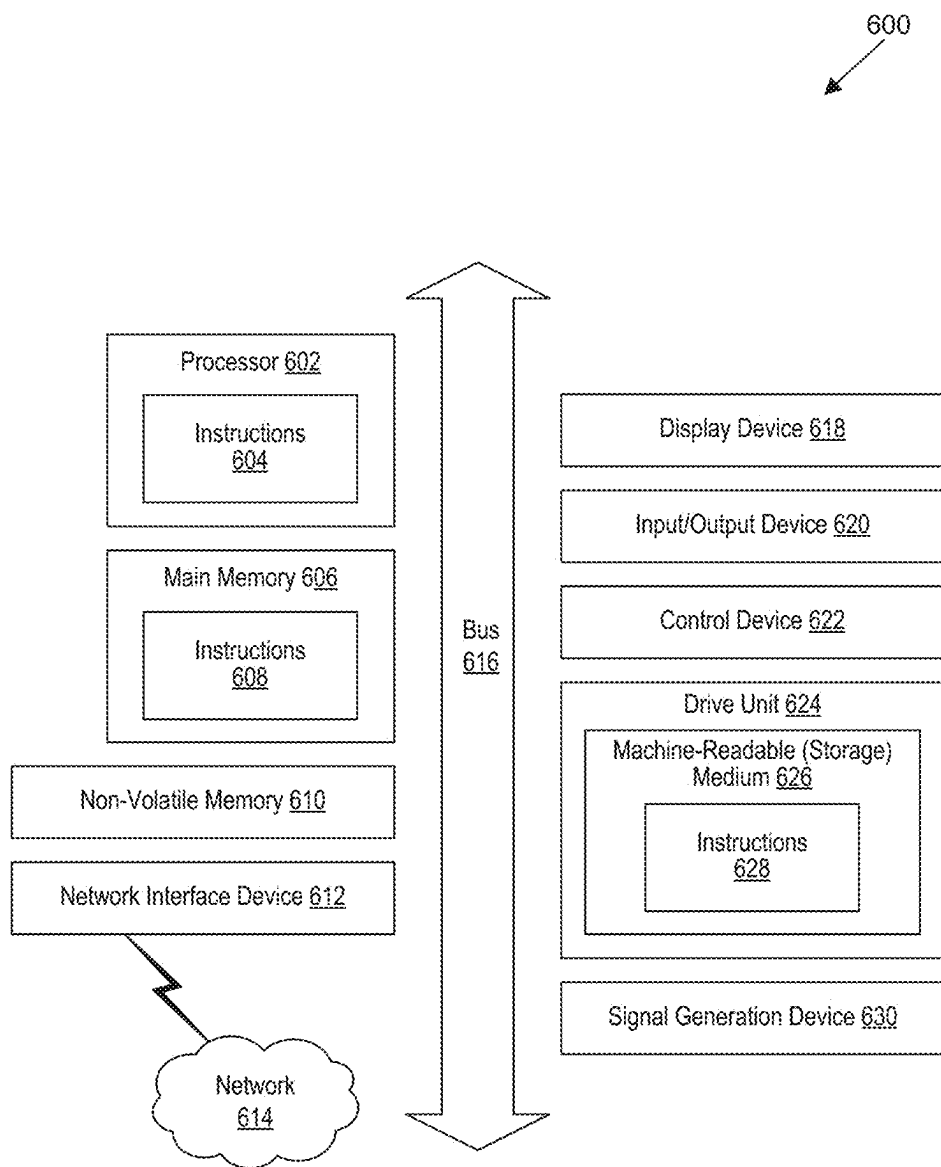 600
Processor 602
Instructions
604
Main Memory 606
Instructions
608
Non-Volatile Memory 610
Network Interface Device 612
Network
614
Bus
616
Display Device 618
Input/Output Device 620
Control Device 622
Drive Unit 624
Machine-Readable (Storage)
Medium 626
Instructions
628
Signal Generation Device 630